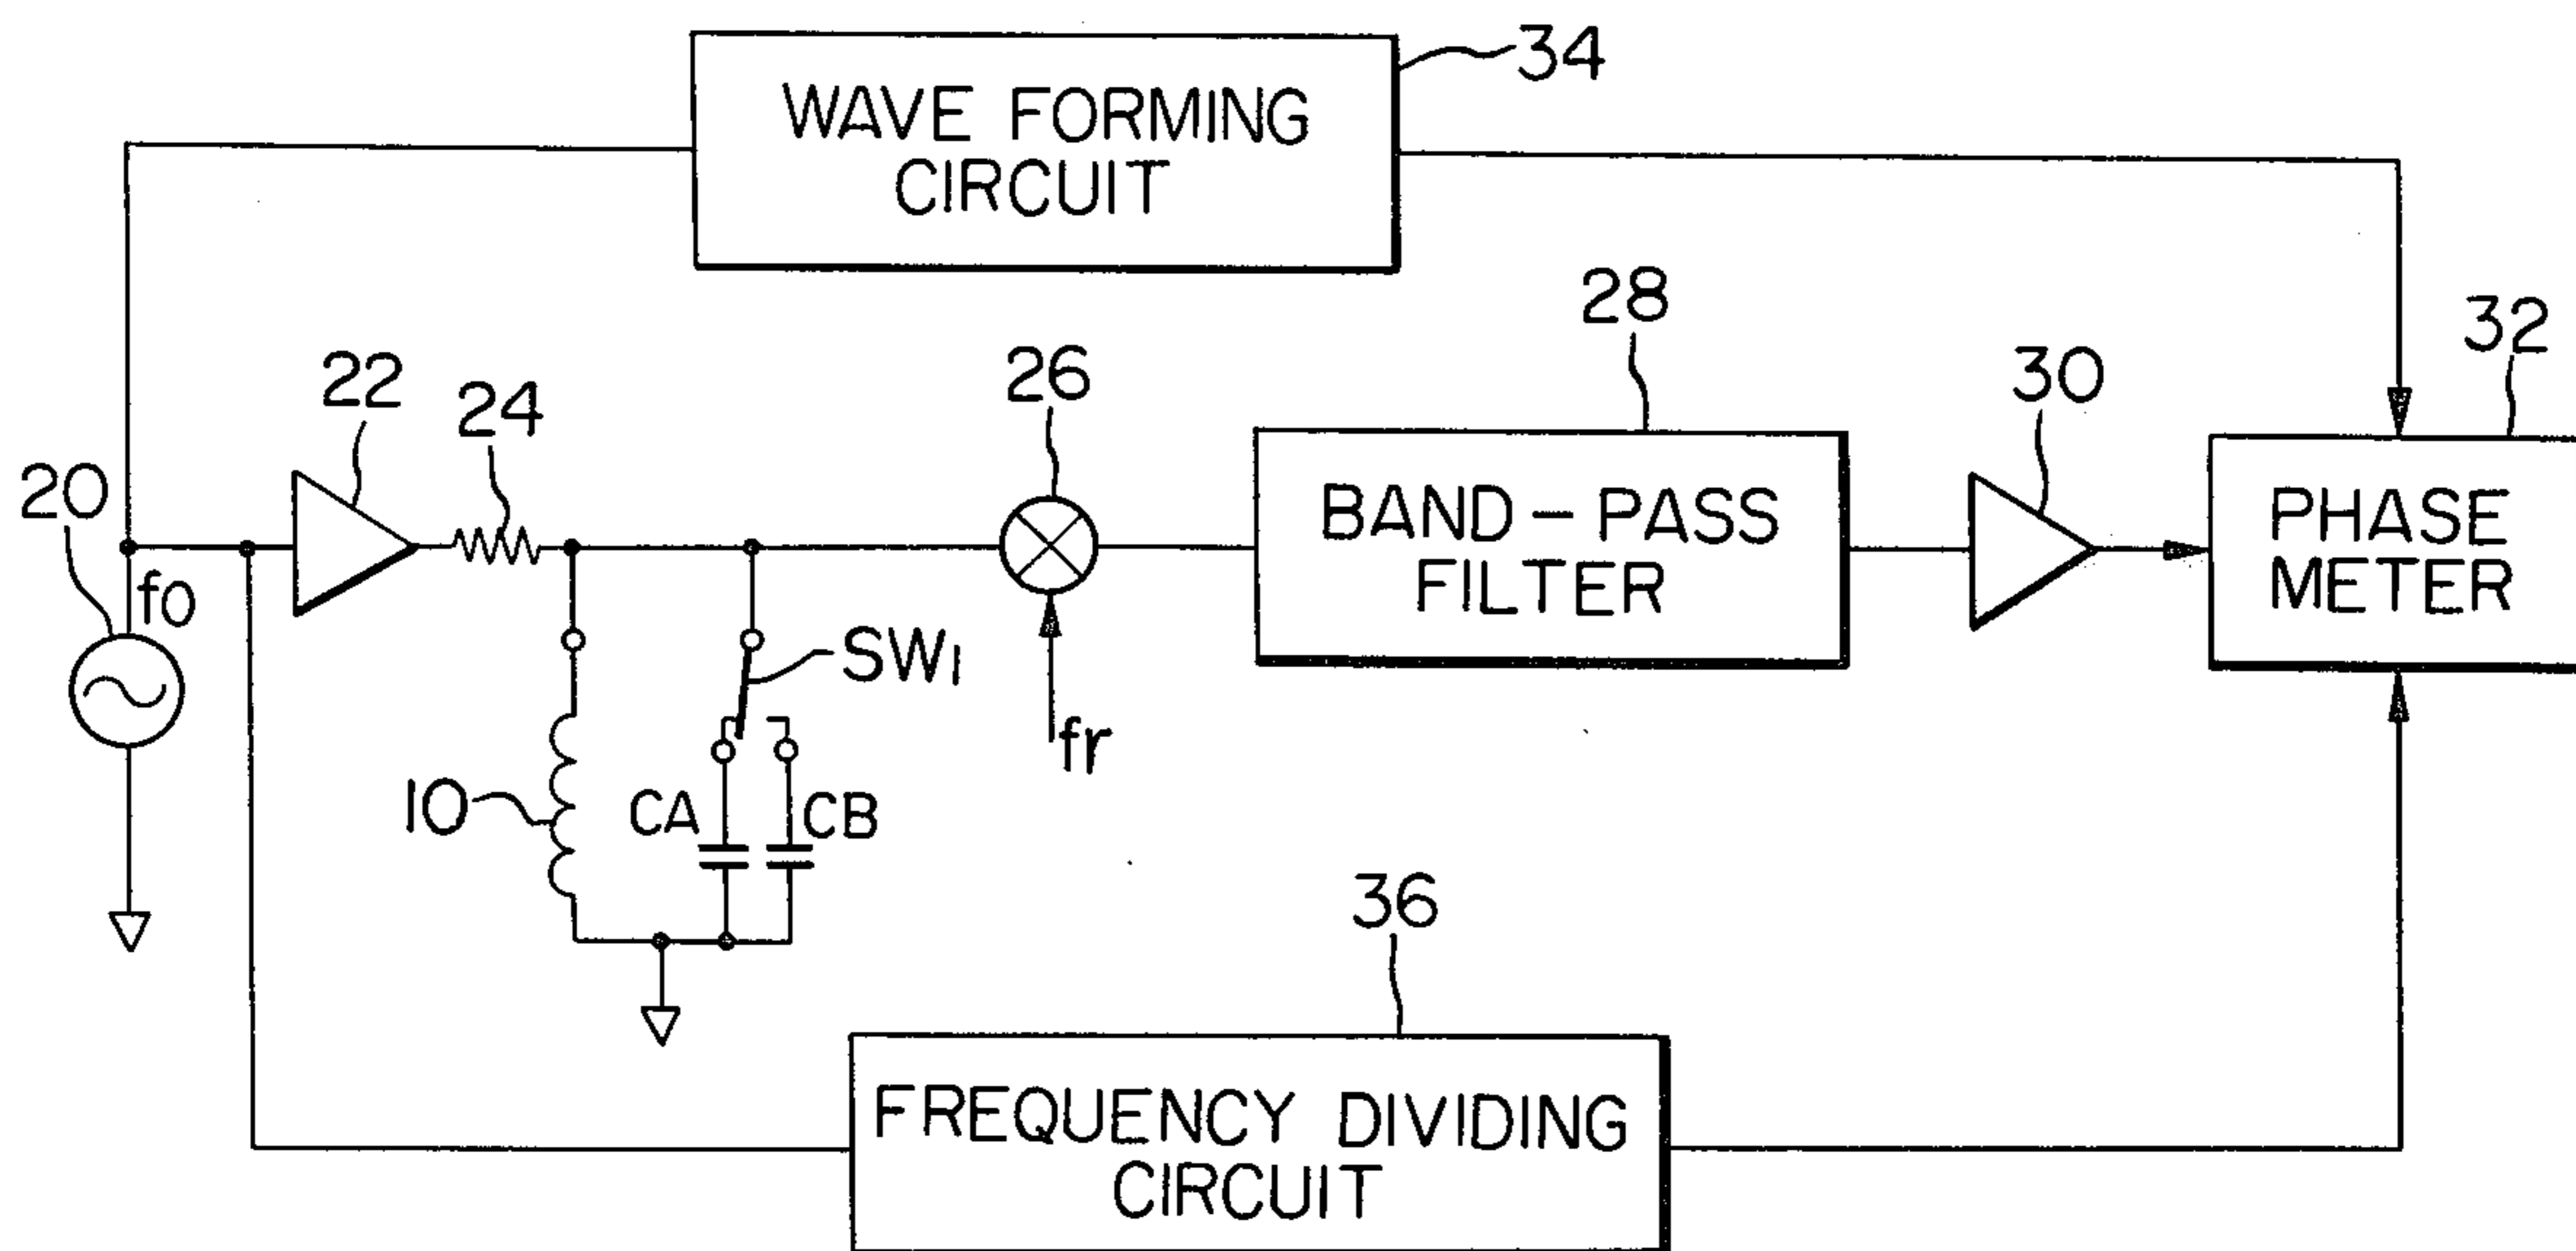 34
WAVE FORMING
CIRCUIT
28
32
26
30
22
24
20
BAND-PASS
FILTER
PHASE
METER
fo
SW1
fr
10
CA
CB
36
FREQUENCY DIVIDING
CIRCUIT